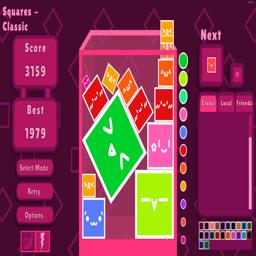 Squares -
Classic
Score
3159
Best
1979
Select Mode
Retry
Options
Next
Global
Local
Friends